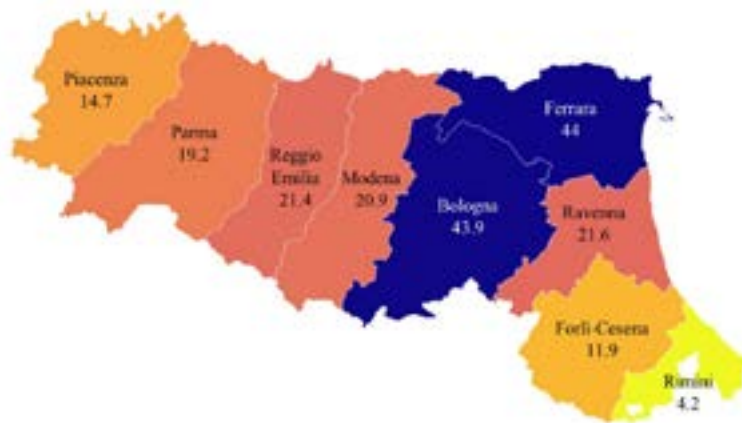 Piacenza
14.7
Parma
19.2
Reggio
Emilia
21.4
Modena
20.9
Bologna
43.9
Ferrara
44
Ravenna
21.6
Forlì-Cesena
11.9
Rimini
4.2